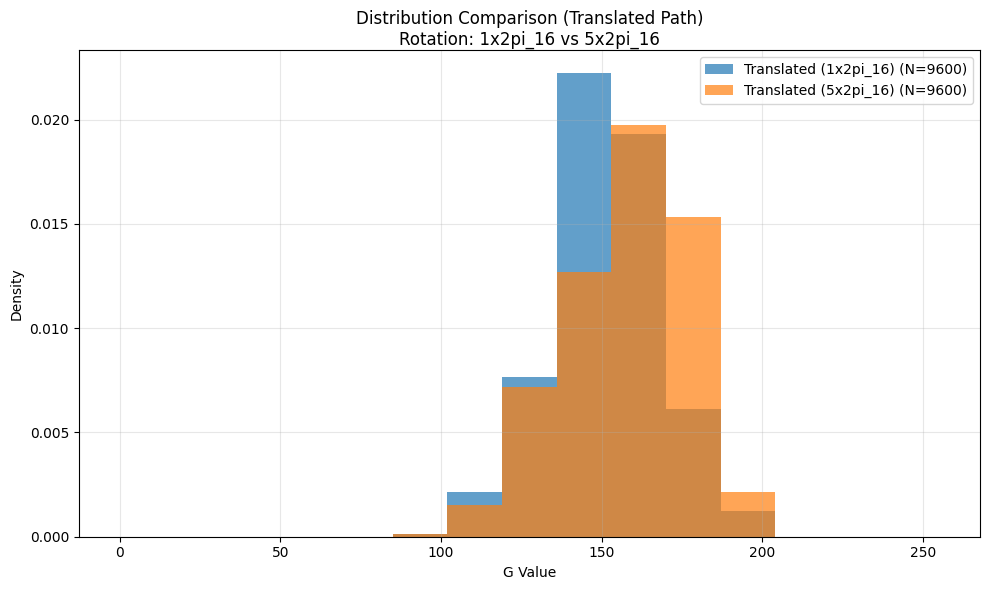 Distribution Comparison (Translated Path)
Rotation: 1x2pi_16 vs 5x2pi_16
Translated (1x2pi_16) (N=9600)
Translated (5x2pi_16) (N=9600)
Density
0.020
0.015
0.010
0.005
0.000
0 50 100 150 200 250
G Value